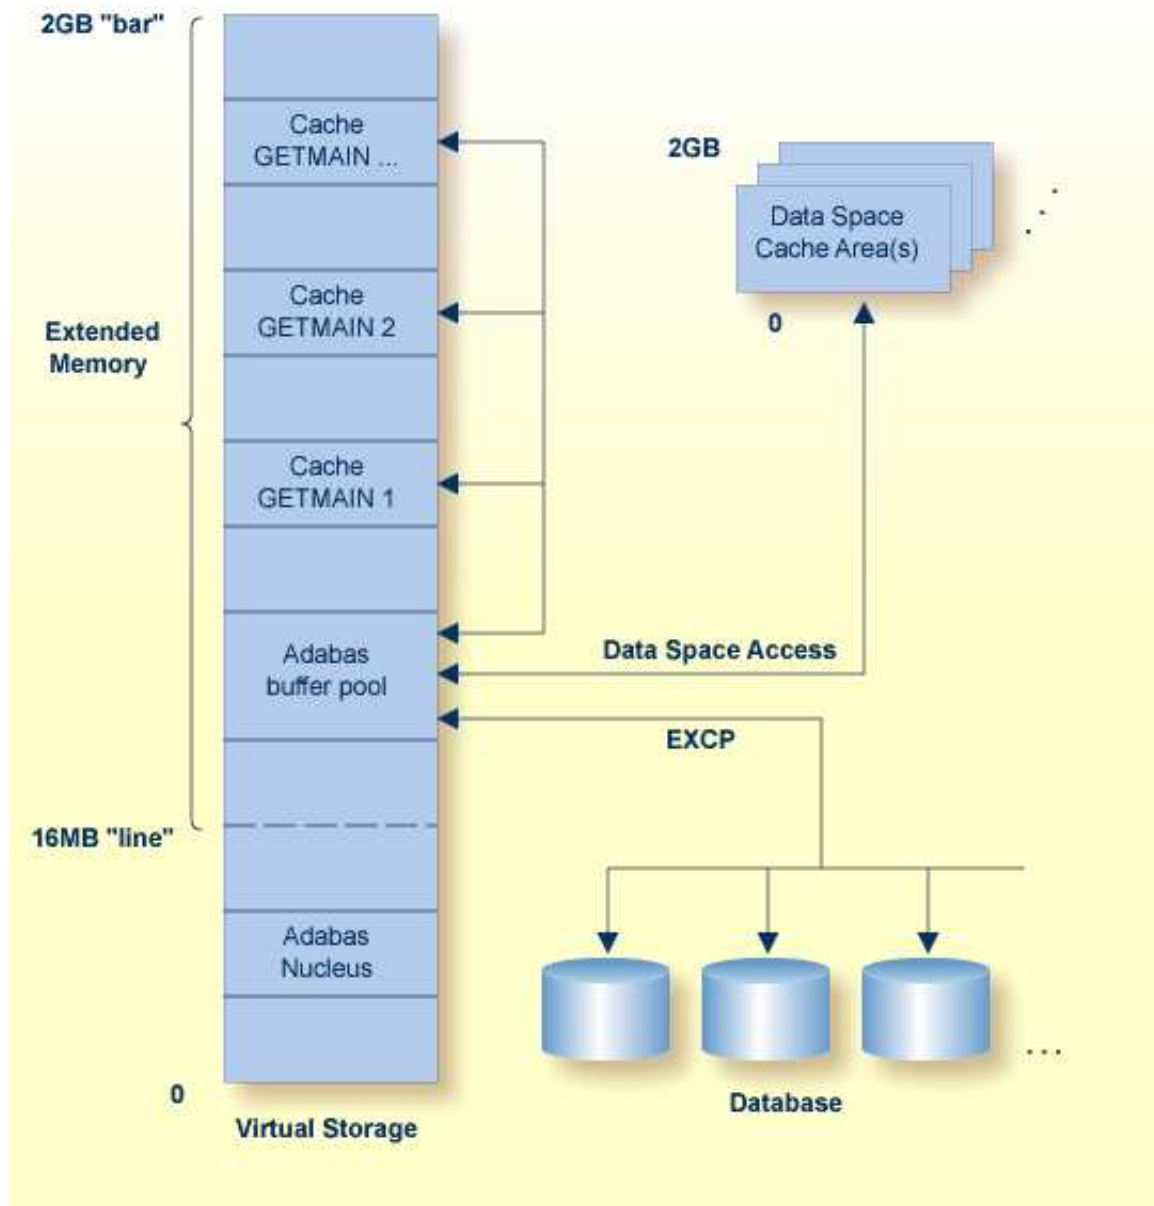 2GB "bar"
Cache
GETMAIN ...
Cache
GETMAIN 2
Extended
Memory
Cache
GETMAIN 1
Adabas
buffer pool
16MB "line"
Adabas
Nucleus
0
Virtual Storage
2GB
Data Space
Cache Area(s)
0
Data Space Access
EXCP
...
Database